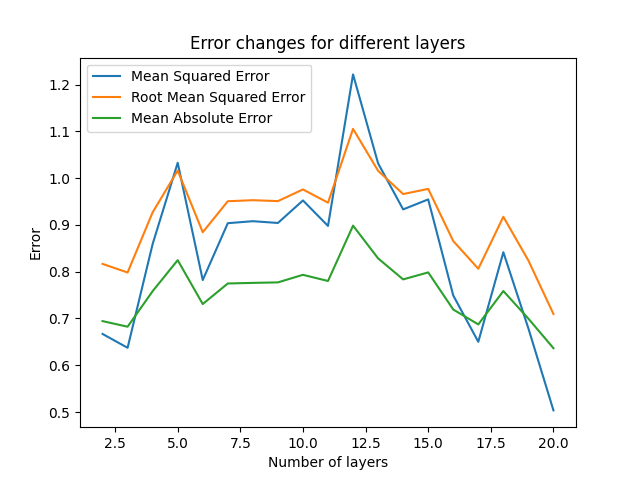 Error changes for different layers
Mean Squared Error
Root Mean Squared Error
Mean Absolute Error
1.2
1.1
1.0
0.9
0.8
0.7
0.6
0.5
Error
2.5 5.0 7.5 10.0 12.5 15.0 17.5 20.0
Number of layers